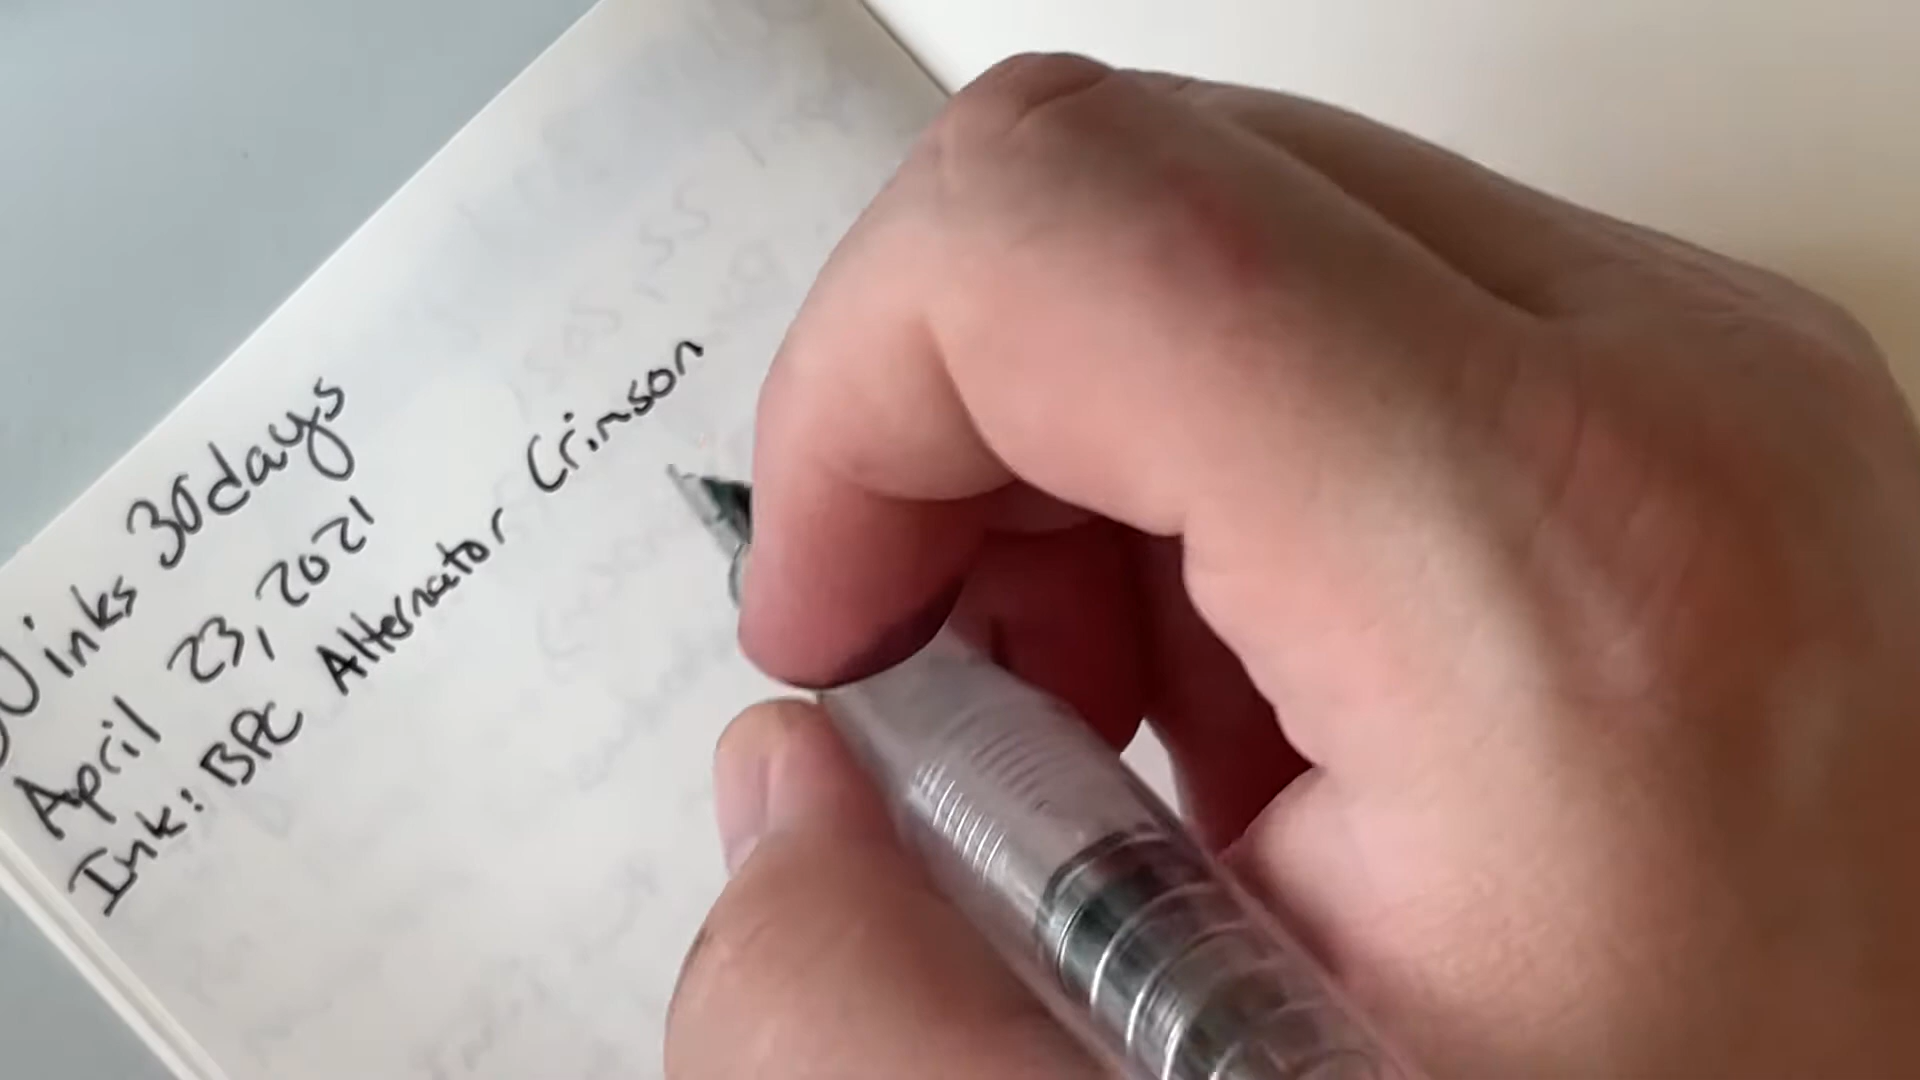 inks 30days
April 23, 2021
Ink: BPC Alternator Crimson